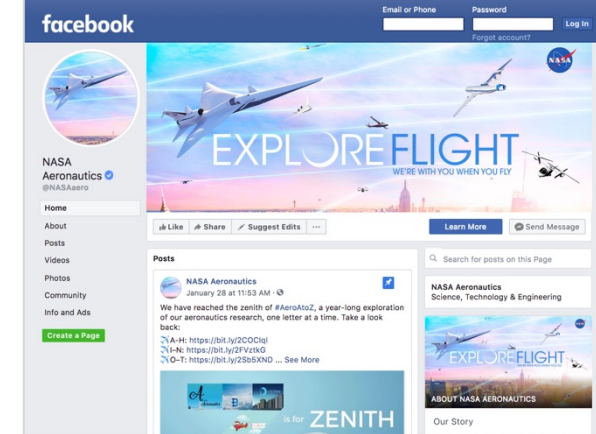 Email or Phone
Password
facebook
Log In
Forgot account?
NASA
EXPLORE FLIGHT
WE'RE WITH YOU WHEN YOU FLY
NASA
Aeronautics
@NASAaero
Home
About
Posts
Videos
Photos
Community
Info and Ads
Create a Page
Like
Share
Suggest Edits
...
Learn More
Send Message
Posts
NASA Aeronautics
January 28 at 11:53 AM ·
We have reached the zenith of #AeroAtoZ, a year-long exploration
of our aeronautics research, one letter at a time. Take a look
back:
A-H: https://bit.ly/2COCIql
I-N: https://bit.ly/2FVztkG
O-T: https://bit.ly/2Sb5XND ... See More
is for ZENITH
Search for posts on this Page
NASA Aeronautics
Science, Technology & Engineering
EXPLORE FLIGHT
ABOUT NASA AERONAUTICS
Our Story